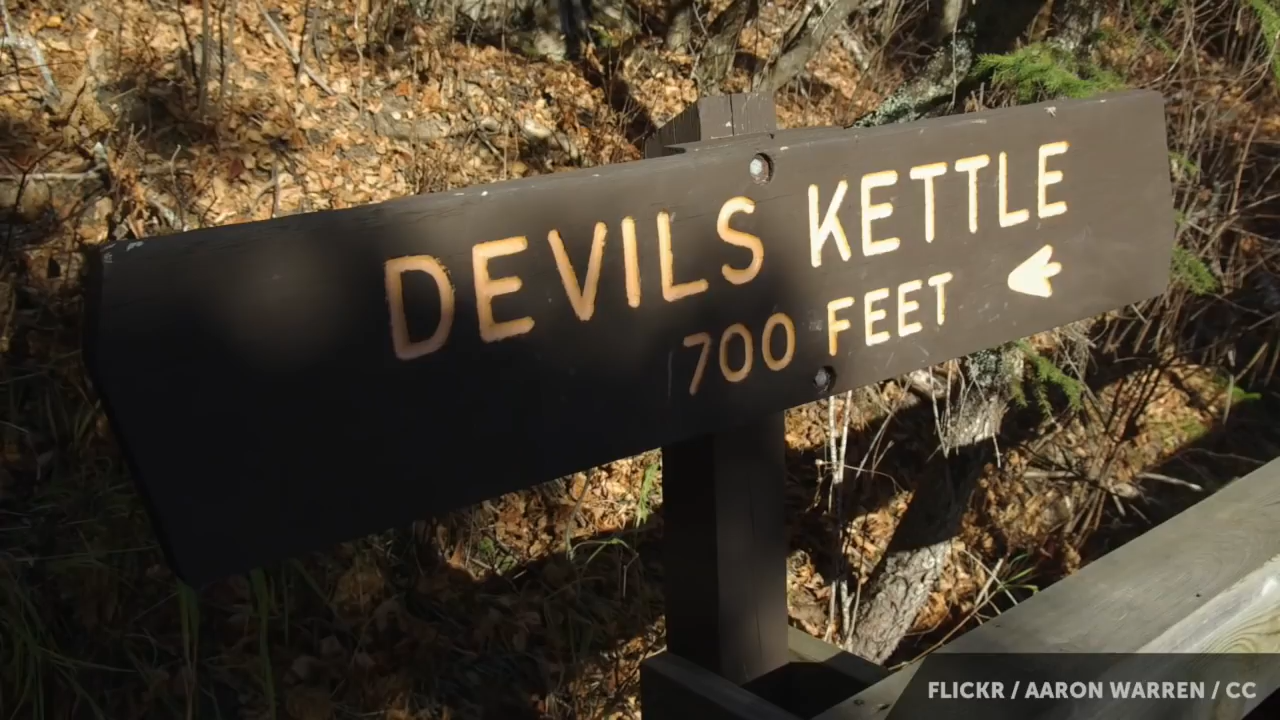 DEVILS KETTLE
700 FEET
FLICKR / AARON WARREN / CC